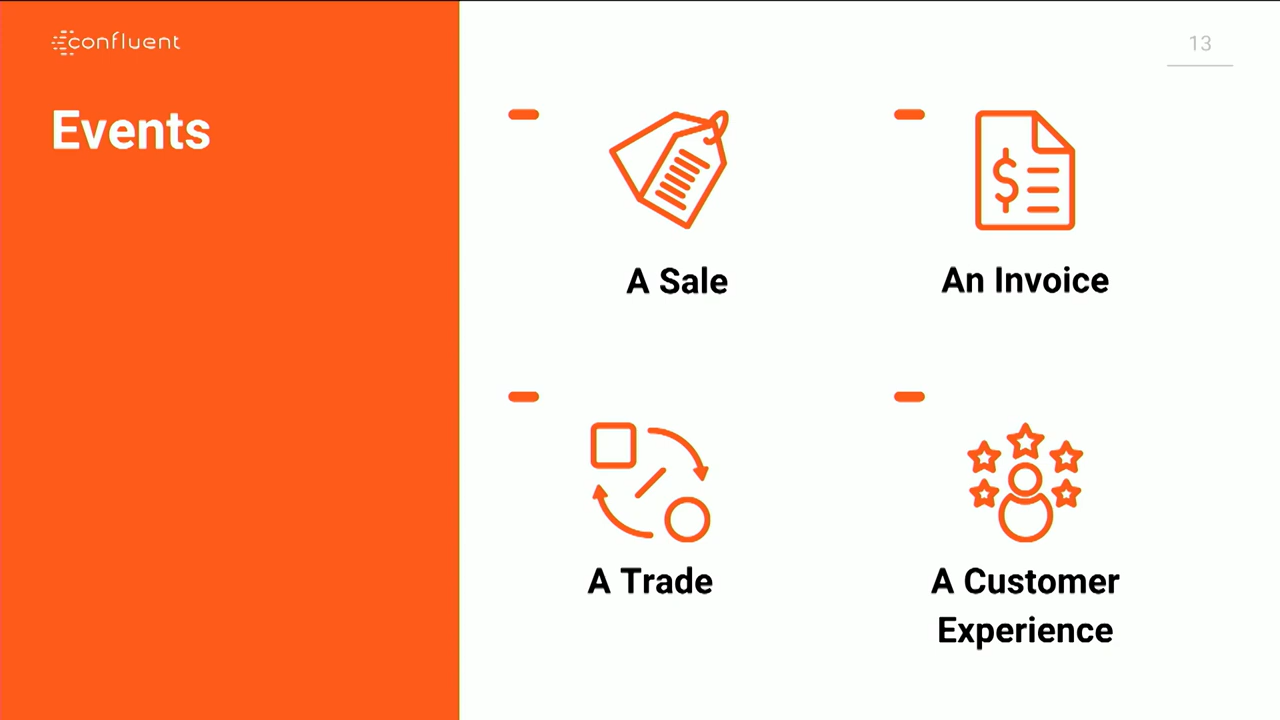 confluent
13
Events
A Sale
An Invoice
A Trade
A Customer
Experience